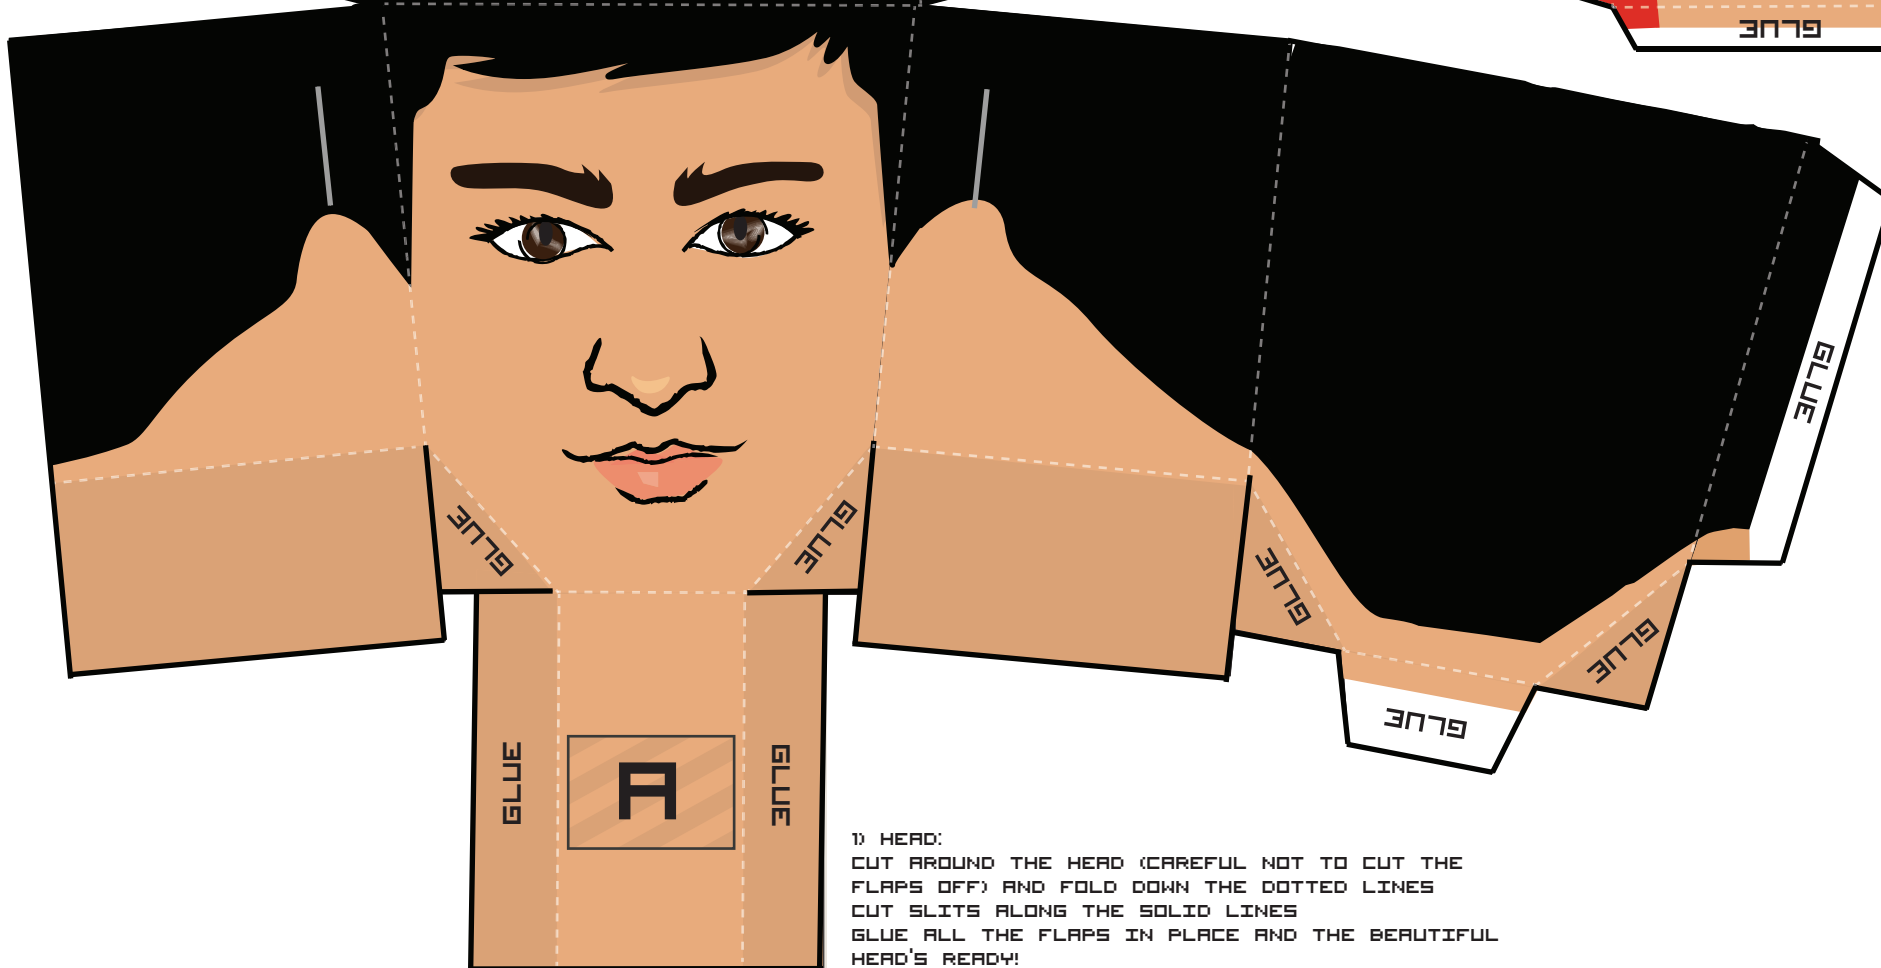 GLUE
GLUE
GLUE
GLUE
GLUE
GLUE
GLUE
GLUE
A
GLUE
1) HEAD:
CUT AROUND THE HEAD (CAREFUL NOT TO CUT THE
FLAPS OFF) AND FOLD DOWN THE DOTTED LINES
CUT SLITS ALONG THE SOLID LINES
GLUE ALL THE FLAPS IN PLACE AND THE BEAUTIFUL
HEAD'S READY!